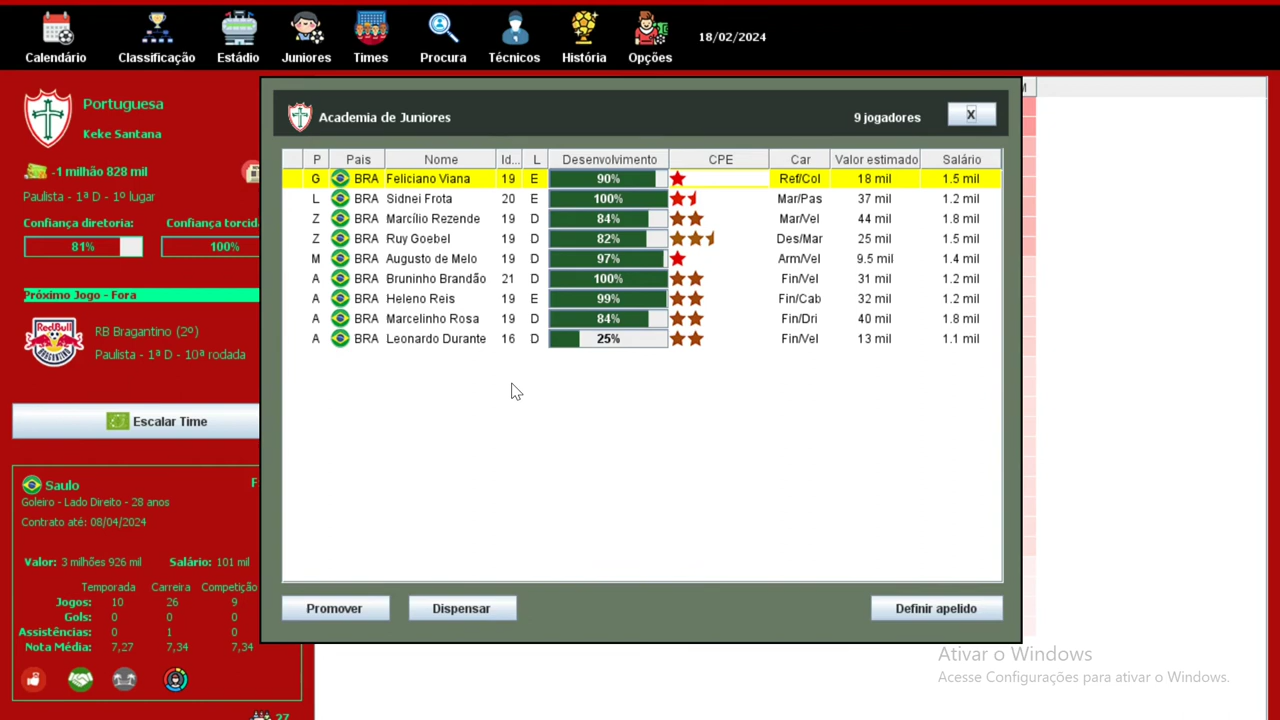 Calendário Classificação Estádio Juniores Times Procura Técnicos História Opções 18/02/2024
Portuguesa
Keke Santana
-1 milhão 828 mil
Paulista - 1ª D - 1º lugar
Confiança diretoria: Confiança torcid
81% 100%
Próximo Jogo - Fora
RB Bragantino (2º)
Paulista - 1ª D - 10ª rodada
Escalar Time
Saulo F
Goleiro - Lado Direito - 28 anos
Contrato até: 08/04/2024
Valor: 3 milhões 926 mil Salário: 101 mil
Temporada Carreira Competição
Jogos: 10 26 9
Gols: 0 0 0
Assistências: 0 1 0
Nota Média: 7,27 7,34 7,34
27
Academia de Juniores 9 jogadores X
P País Nome Id... L Desenvolvimento CPE Car Valor estimado Salário
G BRA Feliciano Viana 19 E 90% Ref/Col 18 mil 1.5 mil
L BRA Sidnei Frota 20 E 100% Mar/Pas 37 mil 1.2 mil
Z BRA Marcílio Rezende 19 D 84% Mar/Vel 44 mil 1.8 mil
Z BRA Ruy Goebel 19 D 82% Des/Mar 25 mil 1.5 mil
M BRA Augusto de Melo 19 D 97% Arm/Vel 9.5 mil 1.4 mil
A BRA Bruninho Brandão 21 D 100% Fin/Vel 31 mil 1.2 mil
A BRA Heleno Reis 19 E 99% Fin/Cab 32 mil 1.2 mil
A BRA Marcelinho Rosa 19 D 84% Fin/Dri 40 mil 1.8 mil
A BRA Leonardo Durante 16 D 25% Fin/Vel 13 mil 1.1 mil
Promover Dispensar Definir apelido
Ativar o Windows
Acesse Configurações para ativar o Windows.